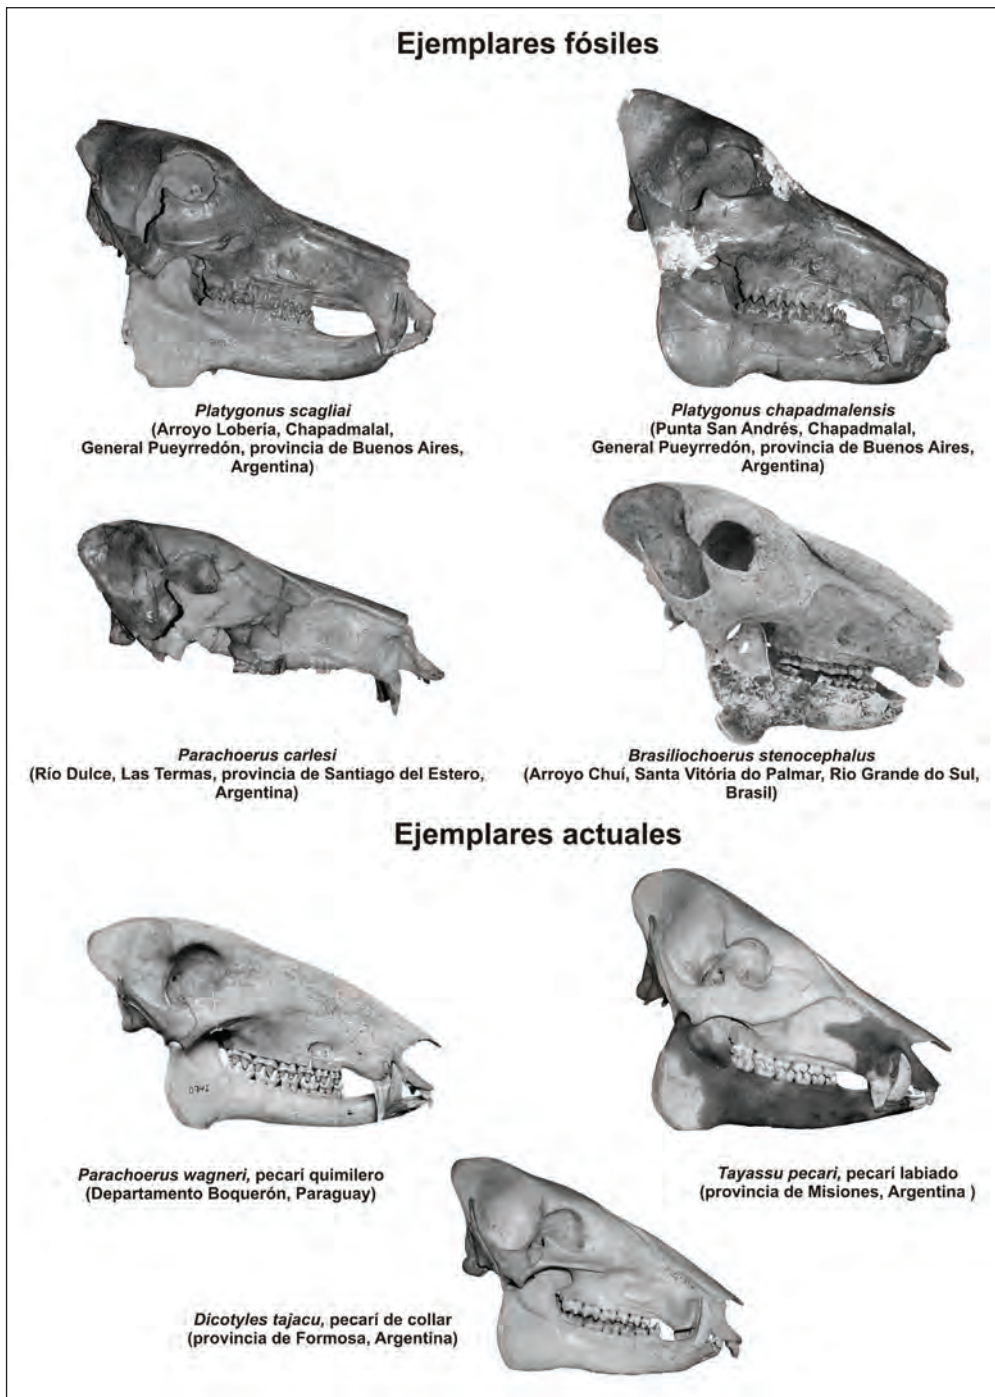 Ejemplares fósiles
Platygonus scagliai
(Arroyo Lobería, Chapadmalal,
General Pueyrredón, provincia de Buenos Aires,
Argentina)
Platygonus chapadmalensis
(Punta San Andrés, Chapadmalal,
General Pueyrredón, provincia de Buenos Aires,
Argentina)
Parachoerus carlesi
(Río Dulce, Las Termas, provincia de Santiago del Estero,
Argentina)
Brasiliochoerus stenocephalus
(Arroyo Chuí, Santa Vitória do Palmar, Rio Grande do Sul,
Brasil)
Ejemplares actuales
Parachoerus wagneri, pecarí quimilero
(Departamento Boquerón, Paraguay)
Tayassu pecari, pecarí labiado
(provincia de Misiones, Argentina )
Dicotyles tajacu, pecarí de collar
(provincia de Formosa, Argentina)